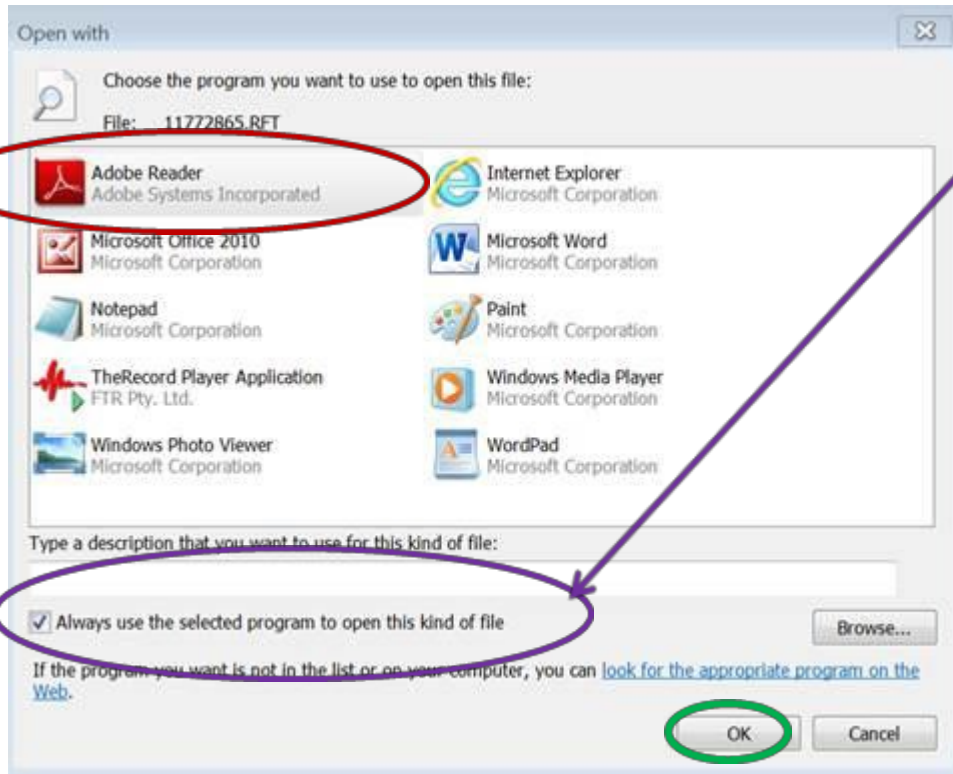 Open with
Choose the program you want to use to open this file:
File: 11772865.RFT
Adobe Reader
Adobe Systems Incorporated
Internet Explorer
Microsoft Corporation
Microsoft Office 2010
Microsoft Corporation
Microsoft Word
Microsoft Corporation
Notepad
Microsoft Corporation
Paint
Microsoft Corporation
TheRecord Player Application
FTR Pty. Ltd.
Windows Media Player
Microsoft Corporation
Windows Photo Viewer
Microsoft Corporation
WordPad
Microsoft Corporation
Type a description that you want to use for this kind of file:
Always use the selected program to open this kind of file
Browse...
If the program you want is not in the list or on your computer, you can look for the appropriate program on the
Web.
OK
Cancel